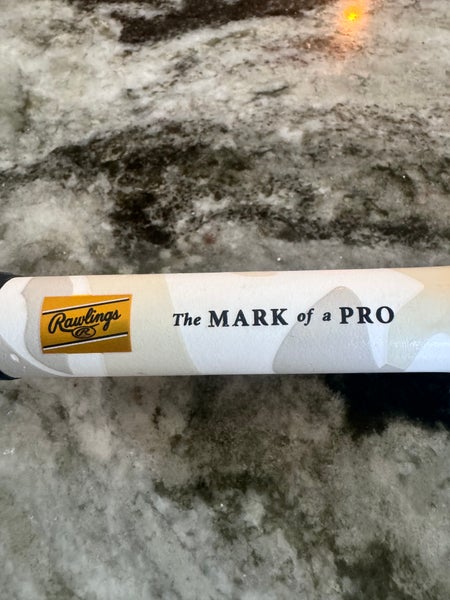 Rawlings
R
The MARK of a PRO